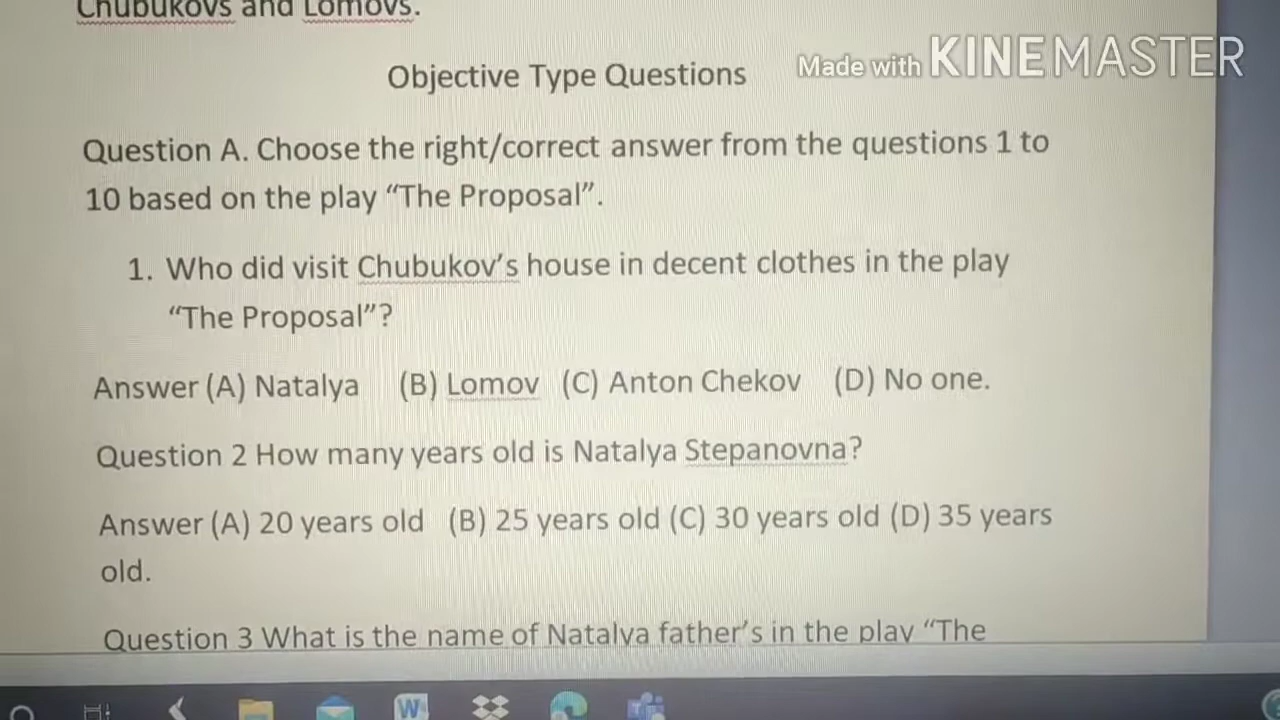 Chubukovs and Lomovs.
Made with KINEMASTER
Objective Type Questions
Question A. Choose the right/correct answer from the questions 1 to
10 based on the play “The Proposal”.
1. Who did visit Chubukov’s house in decent clothes in the play
“The Proposal”?
Answer (A) Natalya (B) Lomov (C) Anton Chekov (D) No one.
Question 2 How many years old is Natalya Stepanovna?
Answer (A) 20 years old (B) 25 years old (C) 30 years old (D) 35 years
old.
Question 3 What is the name of Natalya father’s in the play “The
W